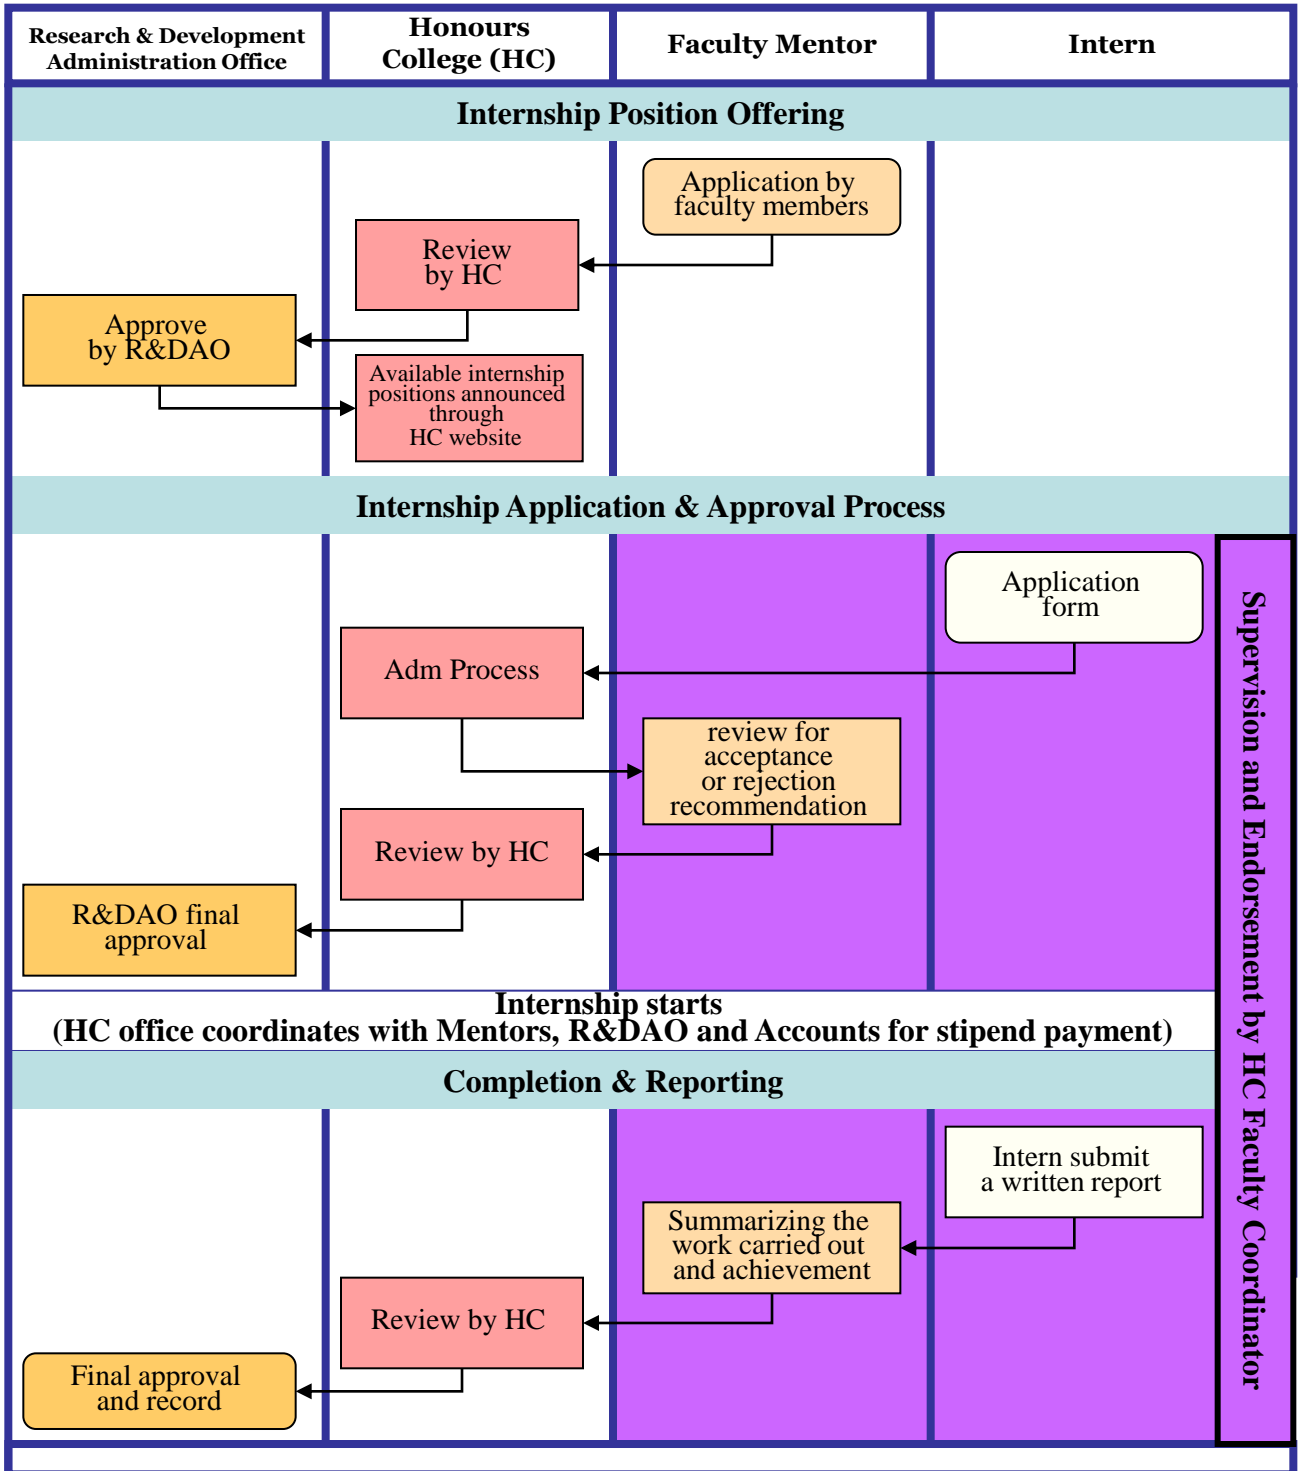 Research & Development
Administration Office
Honours
College (HC)
Faculty Mentor
Intern
Internship Position Offering
Application by
faculty members
Review
by HC
Approve
by R&DAO
Available internship
positions announced
through
HC website
Internship Application & Approval Process
Application
form
Adm Process
review for
acceptance
or rejection
recommendation
Review by HC
R&DAO final
approval
Internship starts
(HC office coordinates with Mentors, R&DAO and Accounts for stipend payment)
Completion & Reporting
Intern submit
a written report
Summarizing the
work carried out
and achievement
Review by HC
Final approval
and record
Supervision and Endorsement by HC Faculty Coordinator